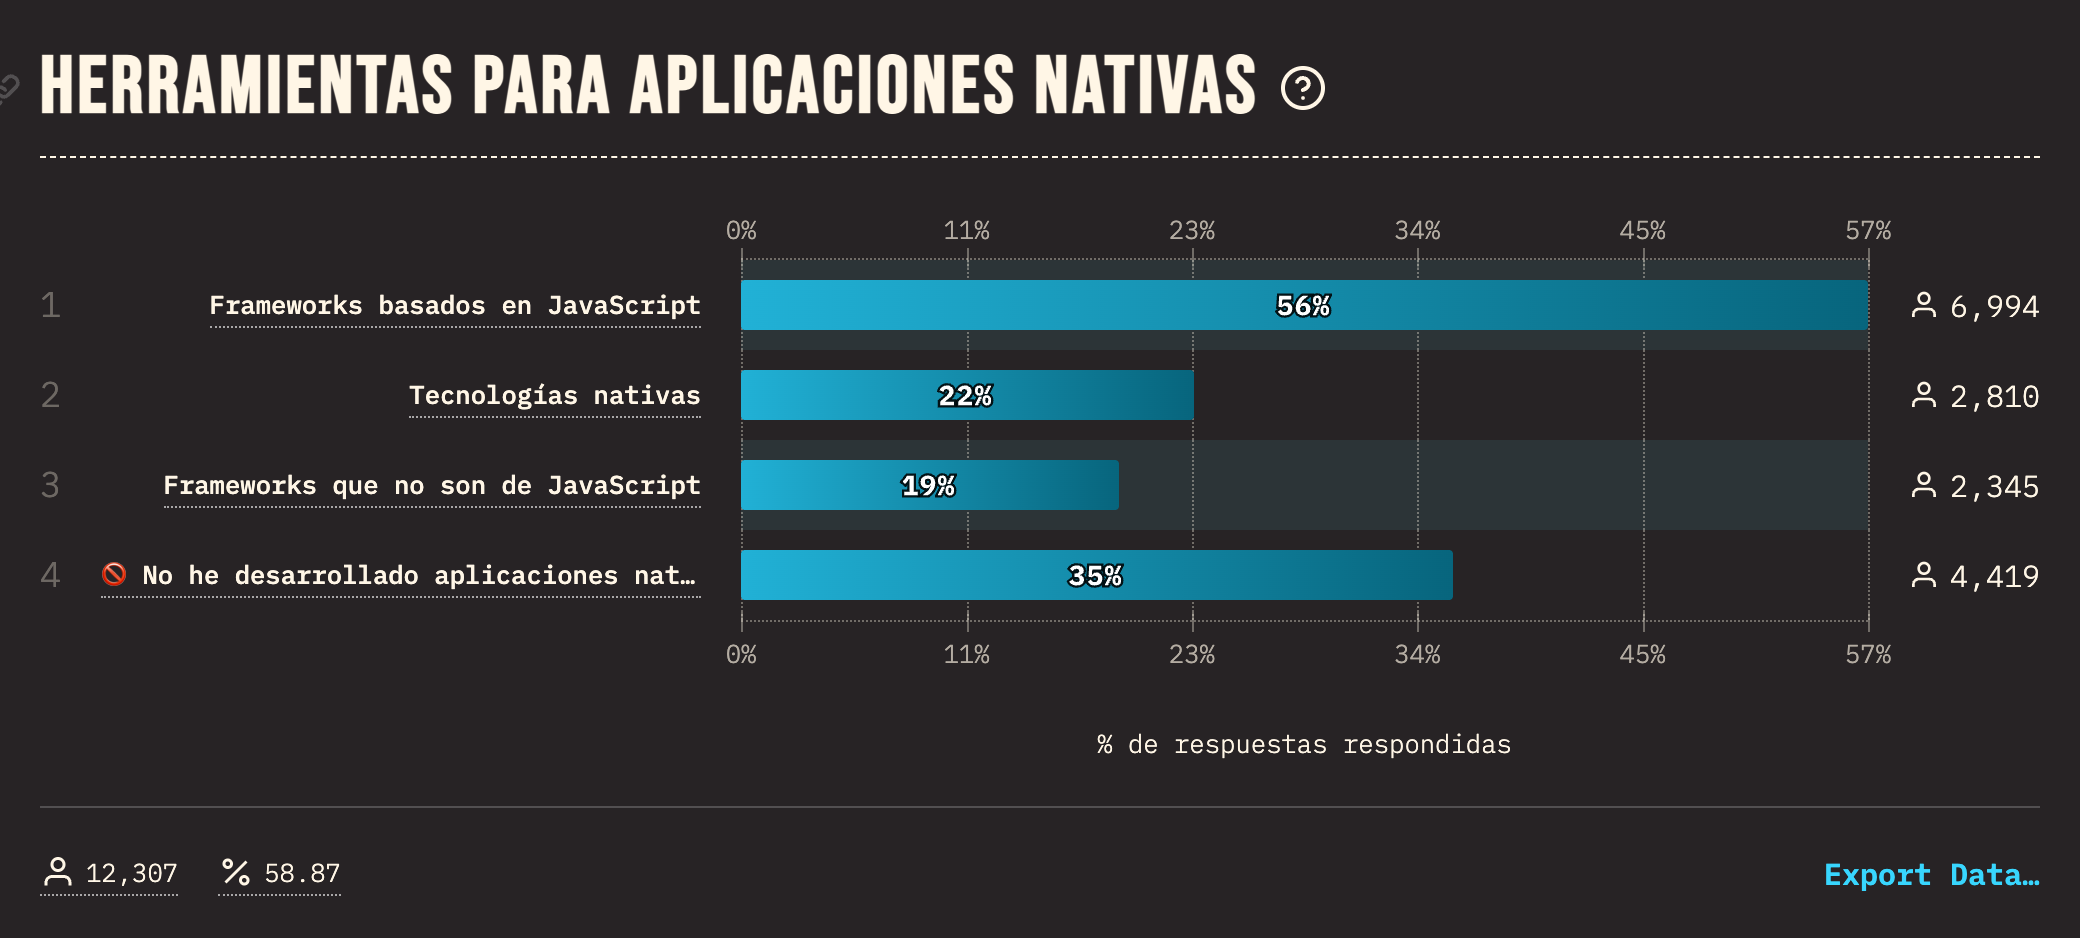 HERRAMIENTAS PARA APLICACIONES NATIVAS ?
0% 11% 23% 34% 45% 57%
1 Frameworks basados en JavaScript 56% 6,994
2 Tecnologías nativas 22% 2,810
3 Frameworks que no son de JavaScript 19% 2,345
4 🚫 No he desarrollado aplicaciones nat… 35% 4,419
0% 11% 23% 34% 45% 57%
% de respuestas respondidas
12,307 % 58.87 Export Data…